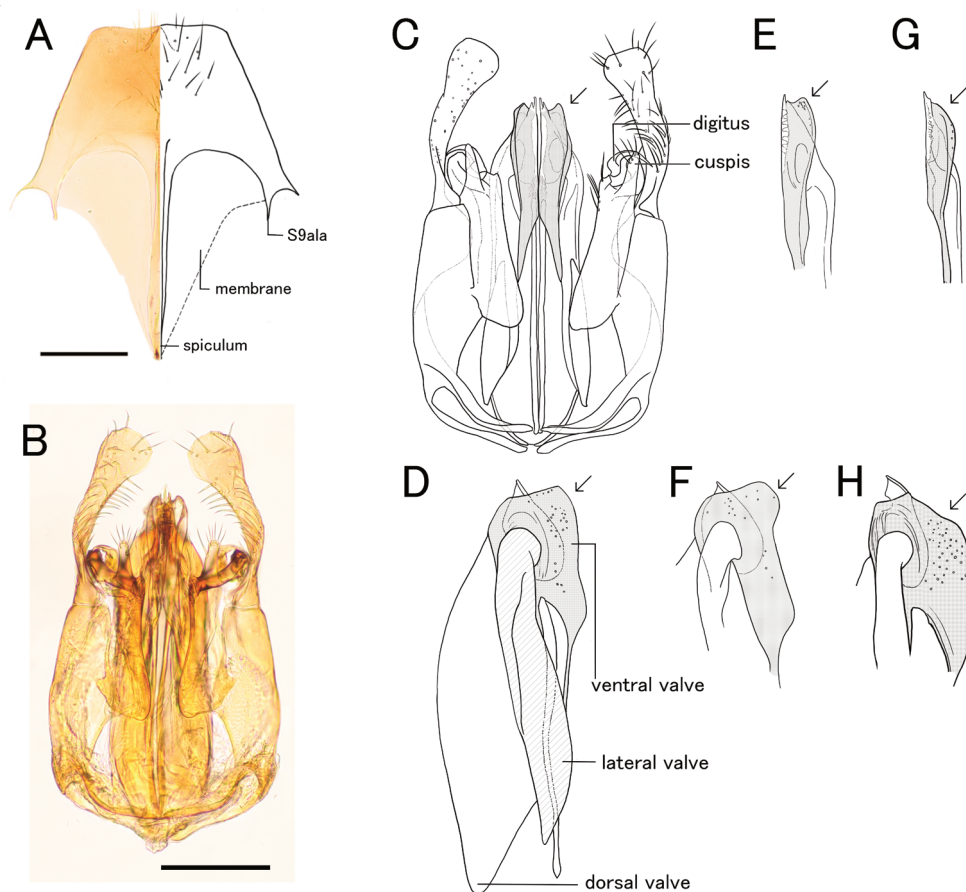 A
S9ala
membrane
spiculum
B
C
digitus
cuspis
D
ventral valve
lateral valve
dorsal valve
E
F
G
H